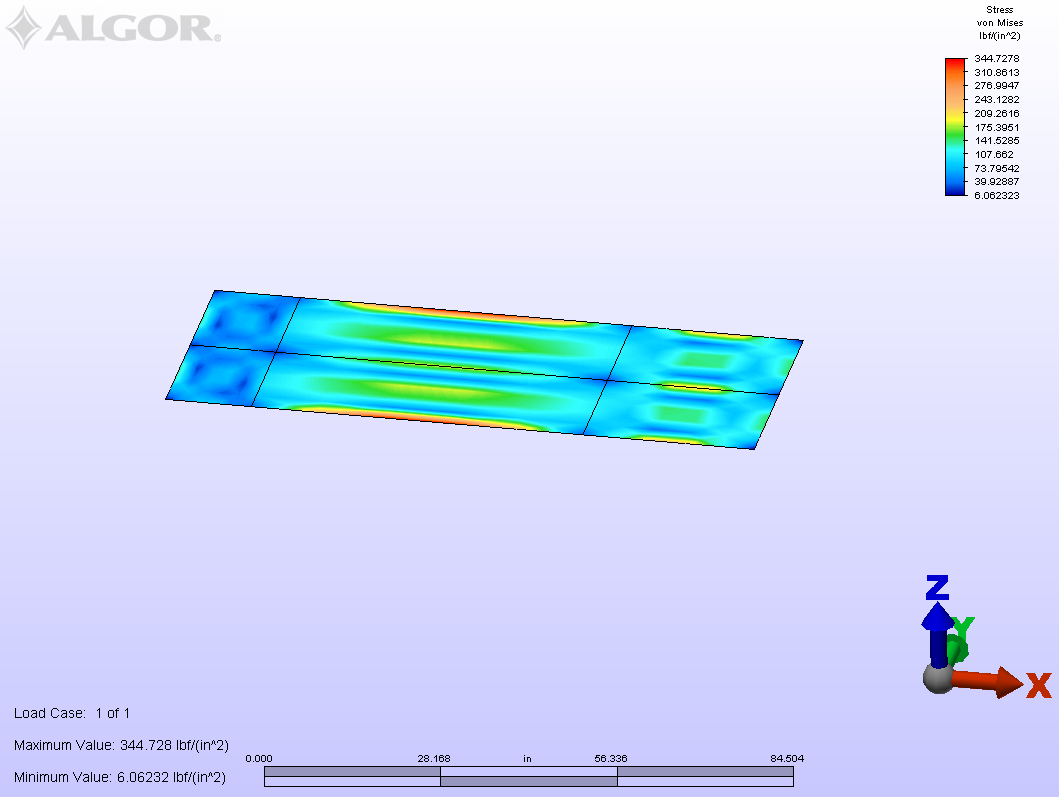 ALGOR®
Stress
von Mises
lbf/(in^2)
344.7278
310.8613
276.9947
243.1282
209.2616
175.3951
141.5285
107.662
73.79542
39.92887
6.062323
Z
Y
X
Load Case: 1 of 1
Maximum Value: 344.728 lbf/(in^2)
Minimum Value: 6.06232 lbf/(in^2)
0.000 28.168 in 56.336 84.504